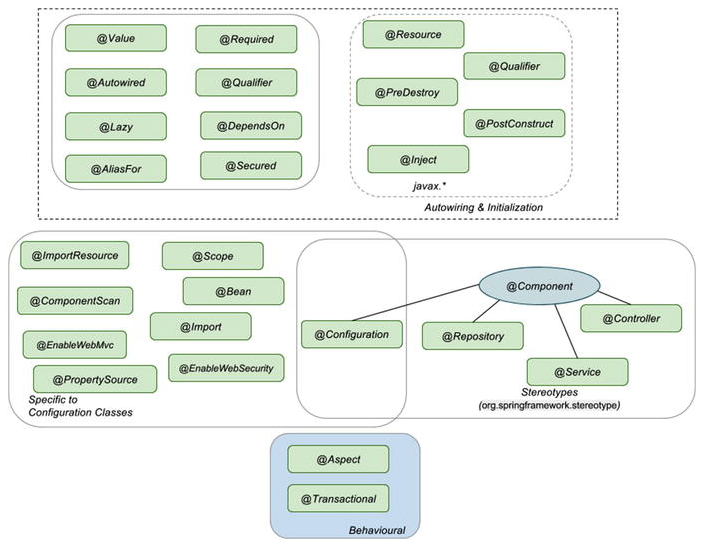 @Value
@Required
@Autowired
@Qualifier
@Lazy
@DependsOn
@AliasFor
@Secured
@Resource
@Qualifier
@PreDestroy
@PostConstruct
@Inject
javax.*
Autowiring & Initialization
@ImportResource
@Scope
@ComponentScan
@Bean
@Import
@EnableWebMvc
@EnableWebSecurity
@PropertySource
Specific to
Configuration Classes
@Component
@Configuration
@Repository
@Controller
@Service
Stereotypes
(org.springframework.stereotype)
@Aspect
@Transactional
Behavioural